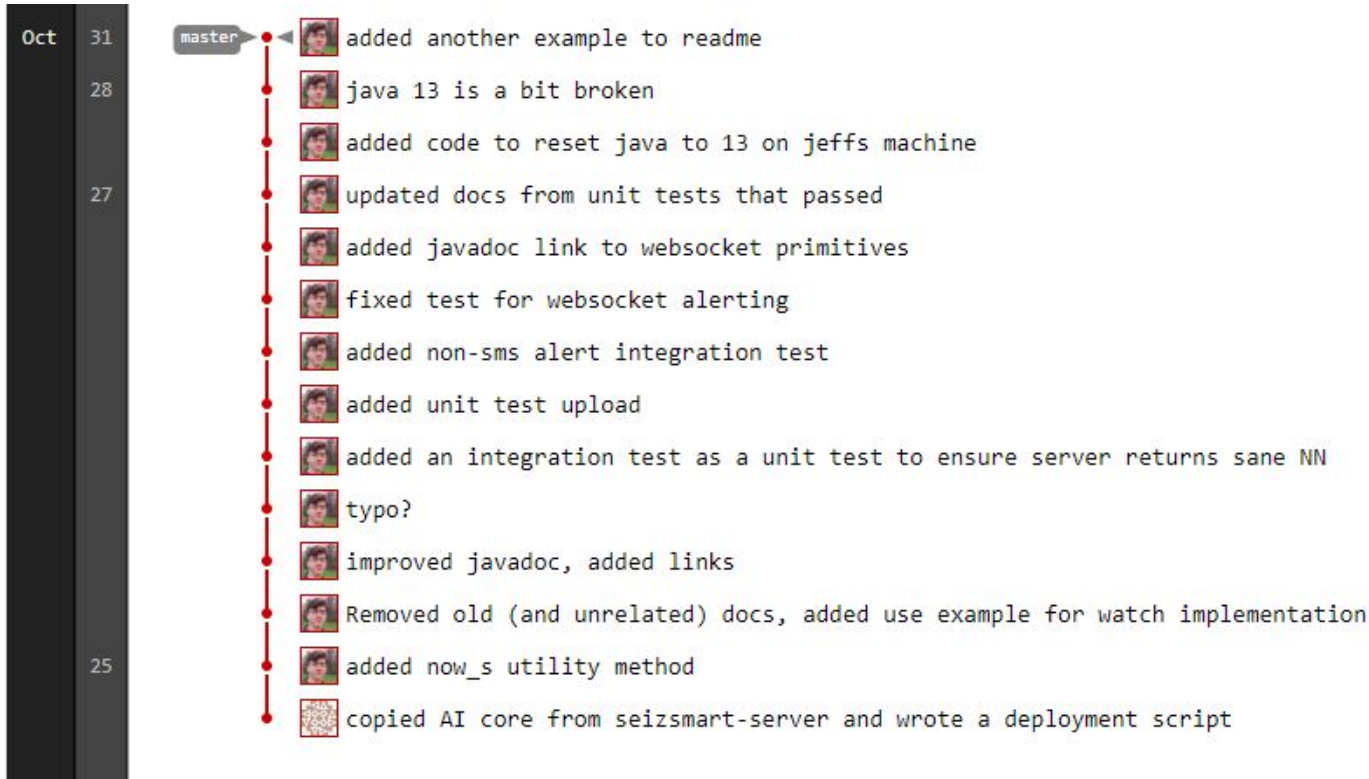 Oct 31 master added another example to readme
28 java 13 is a bit broken
added code to reset java to 13 on jeffs machine
27 updated docs from unit tests that passed
added javadoc link to websocket primitives
fixed test for websocket alerting
added non-sms alert integration test
added unit test upload
added an integration test as a unit test to ensure server returns sane NN
typo?
improved javadoc, added links
Removed old (and unrelated) docs, added use example for watch implementation
25 added now_s utility method
copied AI core from seizsmart-server and wrote a deployment script